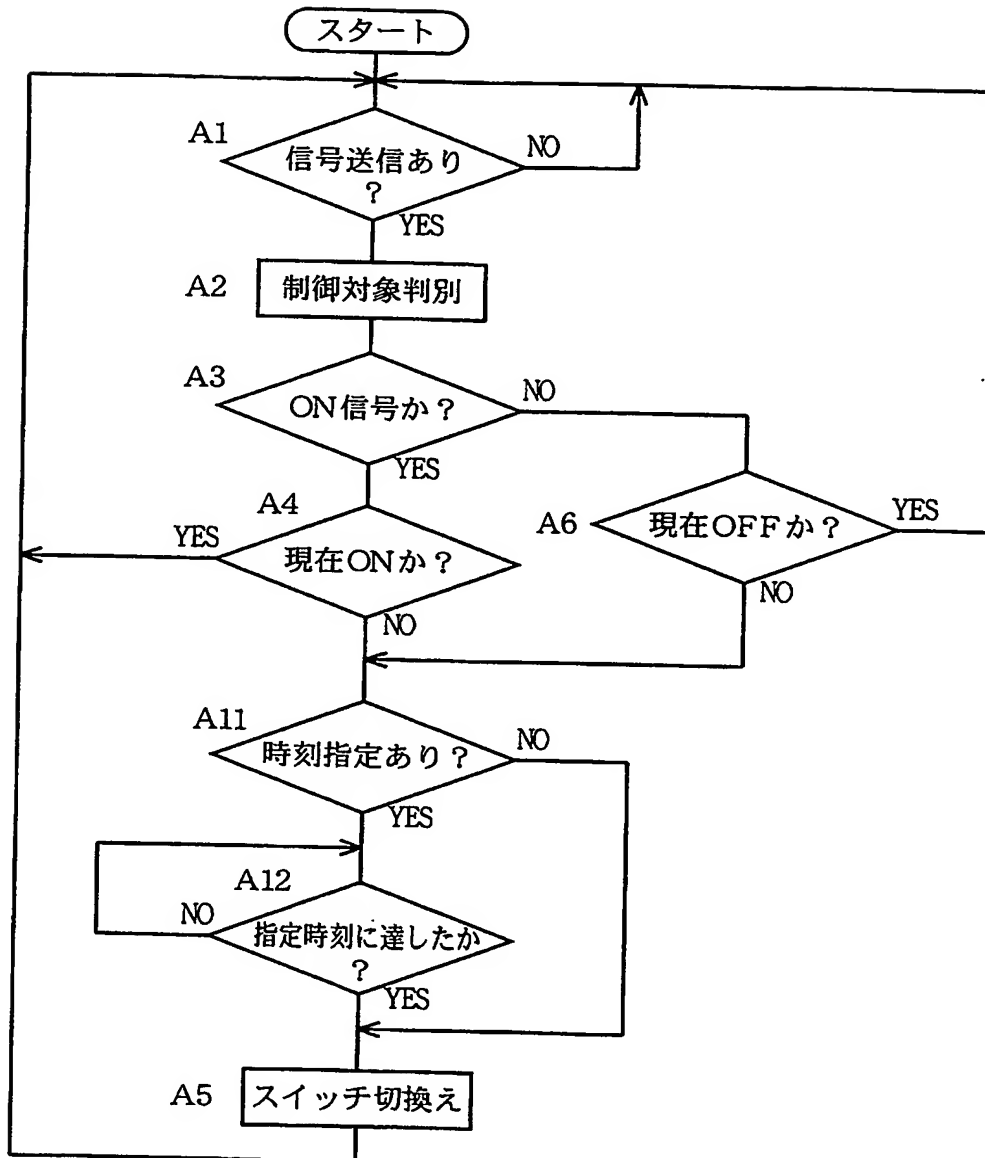 スタート
A1
信号送信あり
？
NO
YES
A2
制御対象判別
A3
ON信号か？
NO
YES
A4
現在ONか？
YES
NO
A6
現在OFFか？
YES
NO
A11
時刻指定あり？
NO
YES
A12
指定時刻に達したか
？
NO
YES
A5
スイッチ切換え